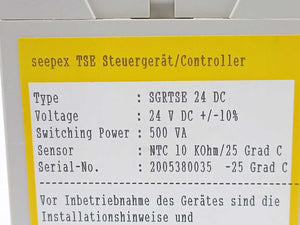 seepex TSE Steuergerät/Controller
Type : SGRTSE 24 DC
Voltage : 24 V DC +/-10%
Switching Power : 500 VA
Sensor : NTC 10 KOhm/25 Grad C
Serial-No. : 2005380035 -25 Grad C
Vor Inbetriebnahme des Gerätes sind die
Installationshinweise und